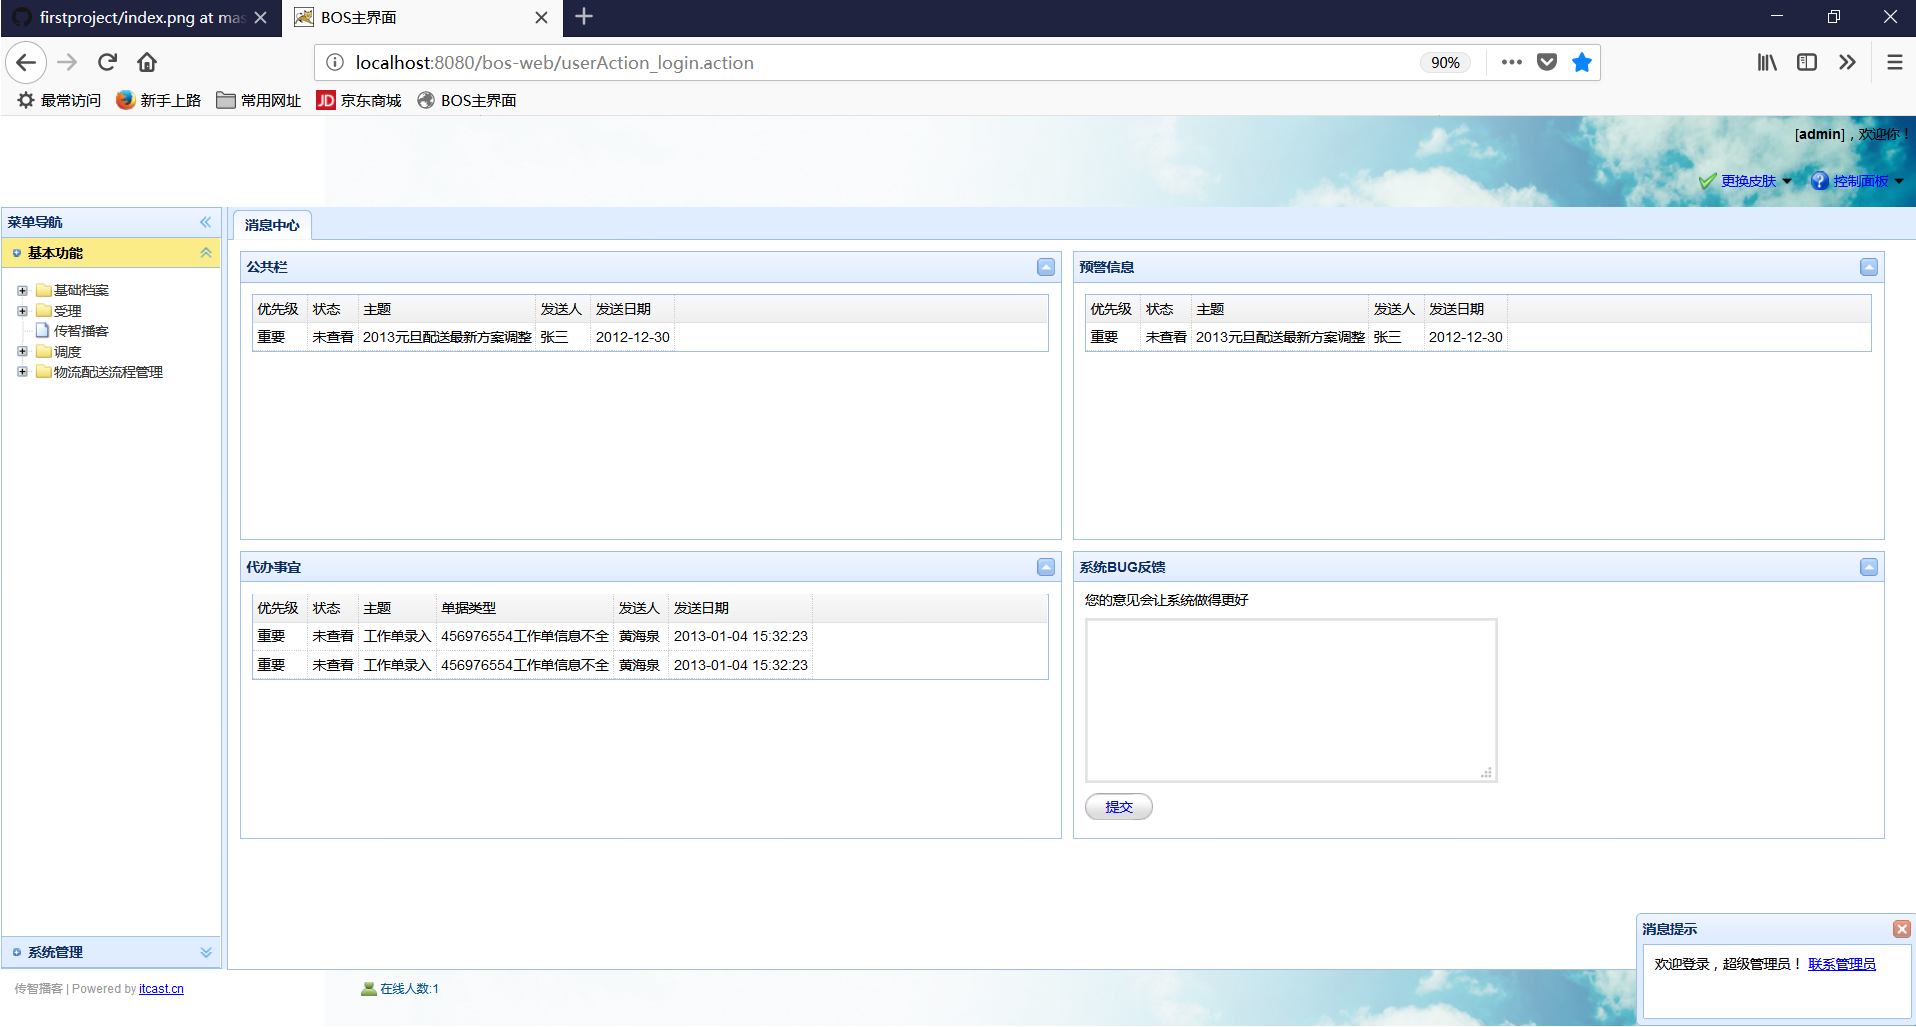 firstproject/index.png at mas
BOS主界面
localhost:8080/bos-web/userAction_login.action
90%
最常访问 新手上路 常用网址 JD 京东商城 BOS主界面
[admin]，欢迎你！
更换皮肤 控制面板
菜单导航
基本功能
基础档案
受理
传智播客
调度
物流配送流程管理
系统管理
消息中心
公共栏
优先级 状态 主题 发送人 发送日期
重要 未查看 2013元旦配送最新方案调整 张三 2012-12-30
预警信息
优先级 状态 主题 发送人 发送日期
重要 未查看 2013元旦配送最新方案调整 张三 2012-12-30
代办事宜
优先级 状态 主题 单据类型 发送人 发送日期
重要 未查看 工作单录入 456976554工作单信息不全 黄海泉 2013-01-04 15:32:23
重要 未查看 工作单录入 456976554工作单信息不全 黄海泉 2013-01-04 15:32:23
系统BUG反馈
您的意见会让系统做得更好
提交
消息提示
欢迎登录，超级管理员！ 联系管理员
传智播客 | Powered by itcast.cn
在线人数:1